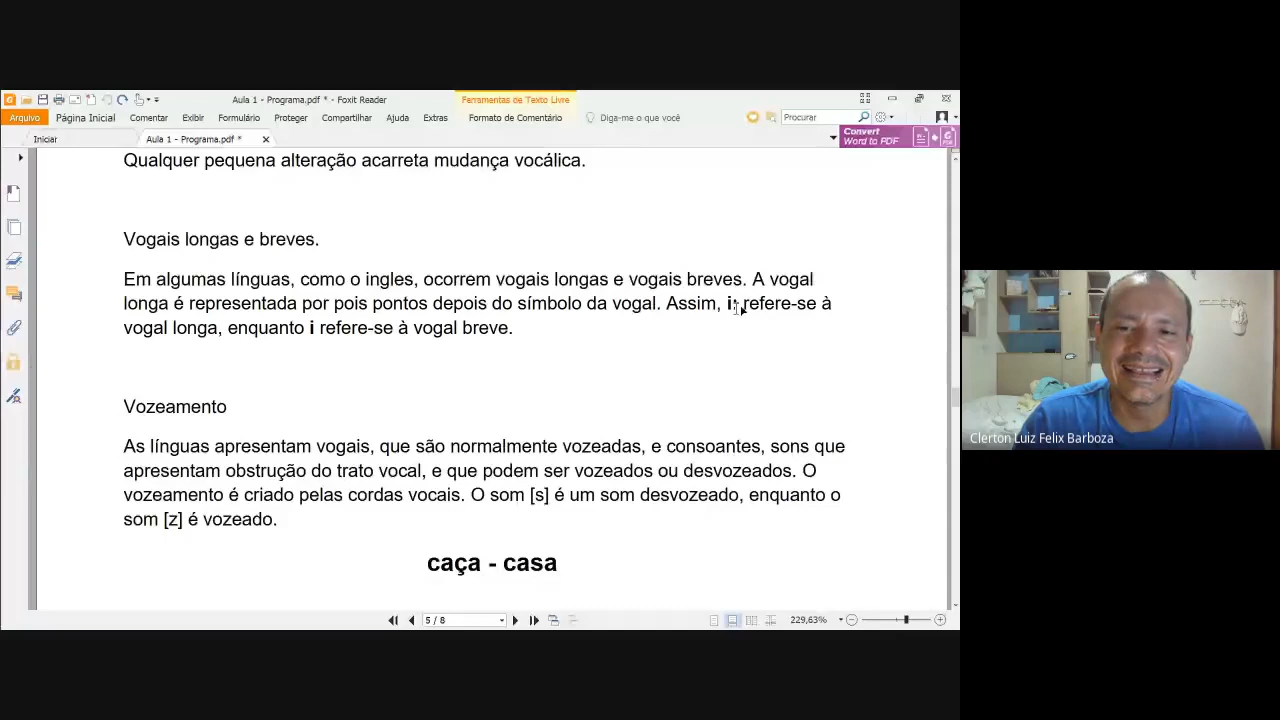 Aula 1 - Programa.pdf * - Foxit Reader
Ferramentas de Texto Livre
Arquivo Página Inicial Comentar Exibir Formulário Proteger Compartilhar Ajuda Extras Formato de Comentário Diga-me o que você Procurar
Iniciar Aula 1 - Programa.pdf * Convert
Word to PDF
Qualquer pequena alteração acarreta mudança vocálica.
Vogais longas e breves.
Em algumas línguas, como o ingles, ocorrem vogais longas e vogais breves. A vogal
longa é representada por pois pontos depois do símbolo da vogal. Assim, i: refere-se à
vogal longa, enquanto i refere-se à vogal breve.
Vozeamento
As línguas apresentam vogais, que são normalmente vozeadas, e consoantes, sons que
apresentam obstrução do trato vocal, e que podem ser vozeados ou desvozeados. O
vozeamento é criado pelas cordas vocais. O som [s] é um som desvozeado, enquanto o
som [z] é vozeado.
caça - casa
5 / 8 229,63%
Clerton Luiz Felix Barboza